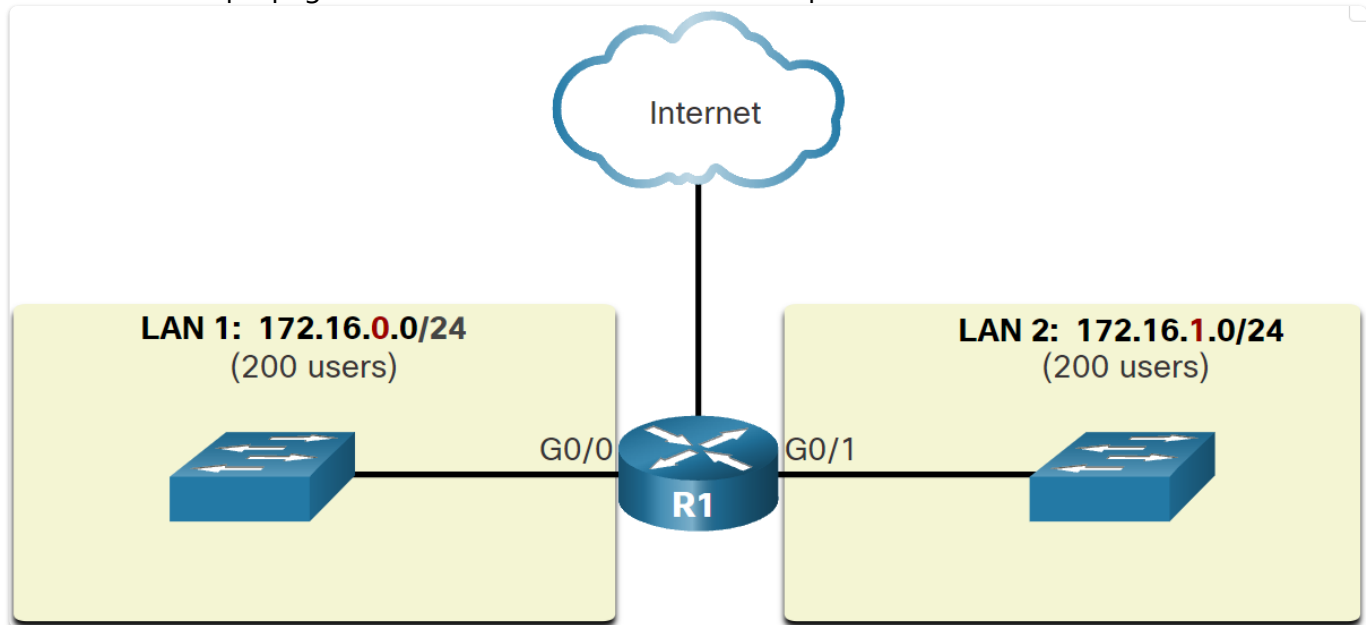 Internet
LAN 1: 172.16.0.0/24
(200 users)
LAN 2: 172.16.1.0/24
(200 users)
G0/0
R1
G0/1